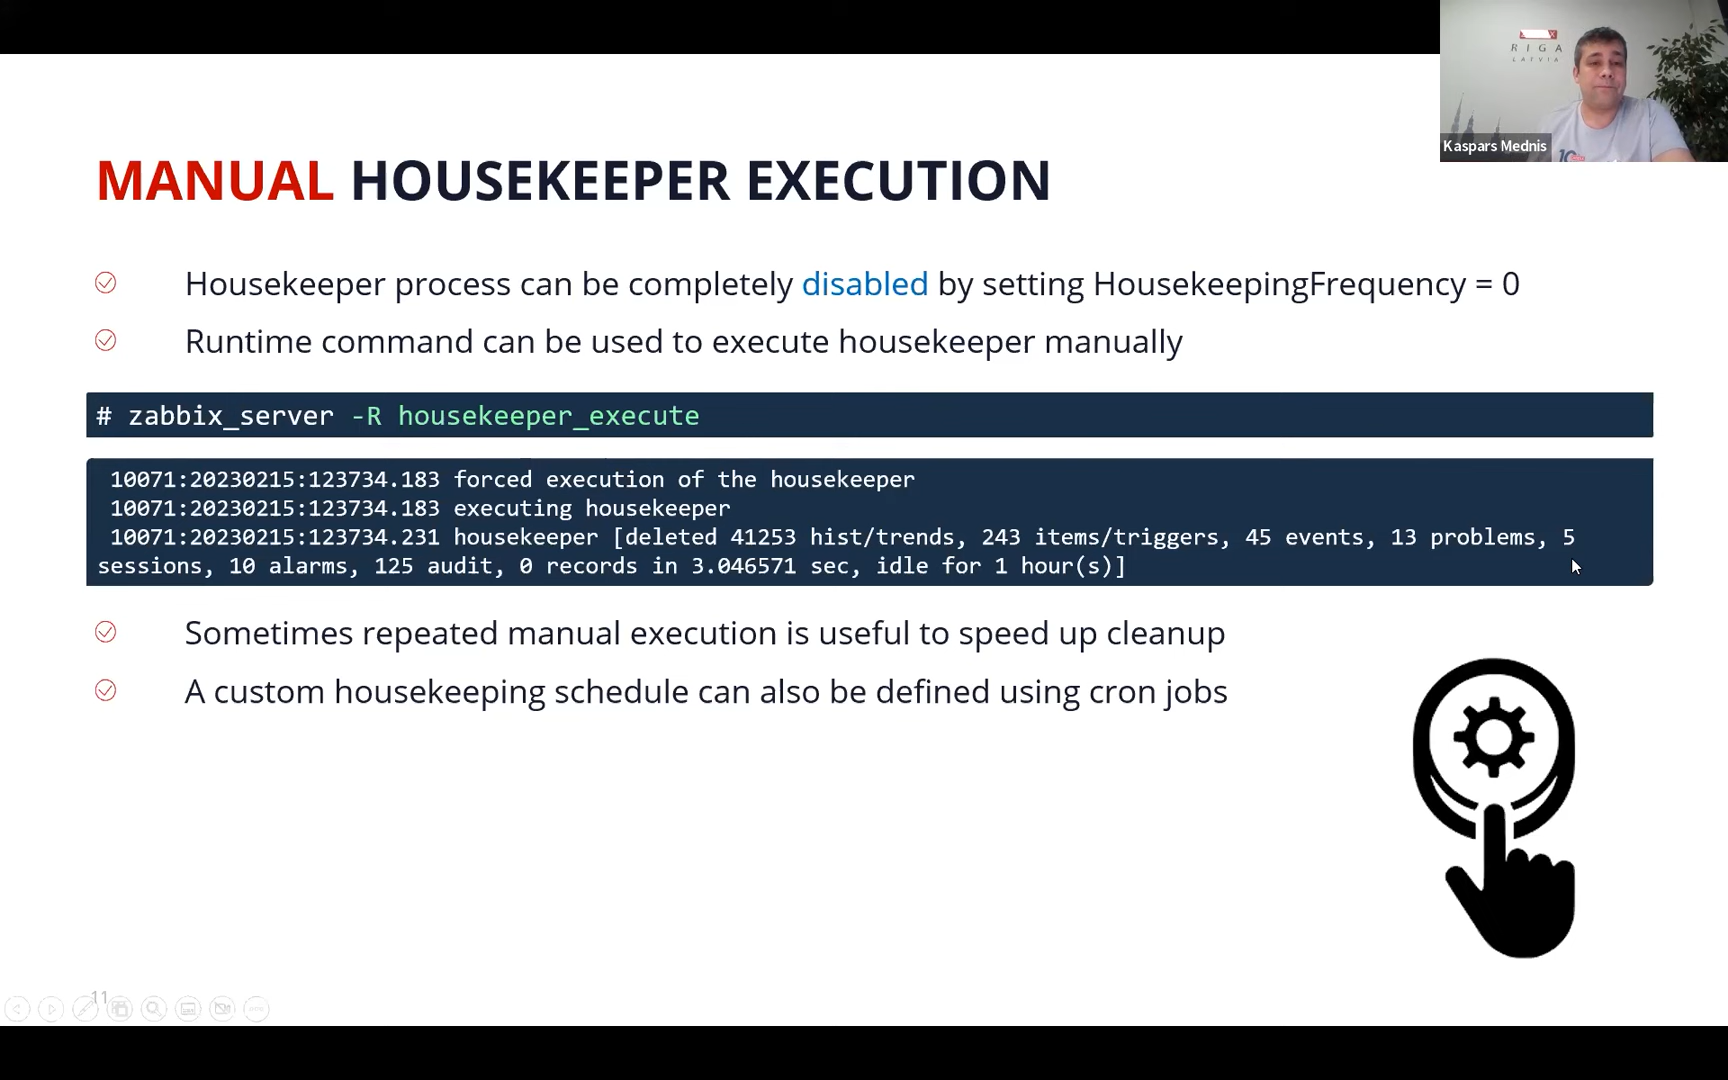 RIGA
LATVIA
Kaspars Mednis
MANUAL HOUSEKEEPER EXECUTION
Housekeeper process can be completely disabled by setting HousekeepingFrequency = 0
Runtime command can be used to execute housekeeper manually
# zabbix_server -R housekeeper_execute
10071:20230215:123734.183 forced execution of the housekeeper
10071:20230215:123734.183 executing housekeeper
10071:20230215:123734.231 housekeeper [deleted 41253 hist/trends, 243 items/triggers, 45 events, 13 problems, 5
sessions, 10 alarms, 125 audit, 0 records in 3.046571 sec, idle for 1 hour(s)]
Sometimes repeated manual execution is useful to speed up cleanup
A custom housekeeping schedule can also be defined using cron jobs
11